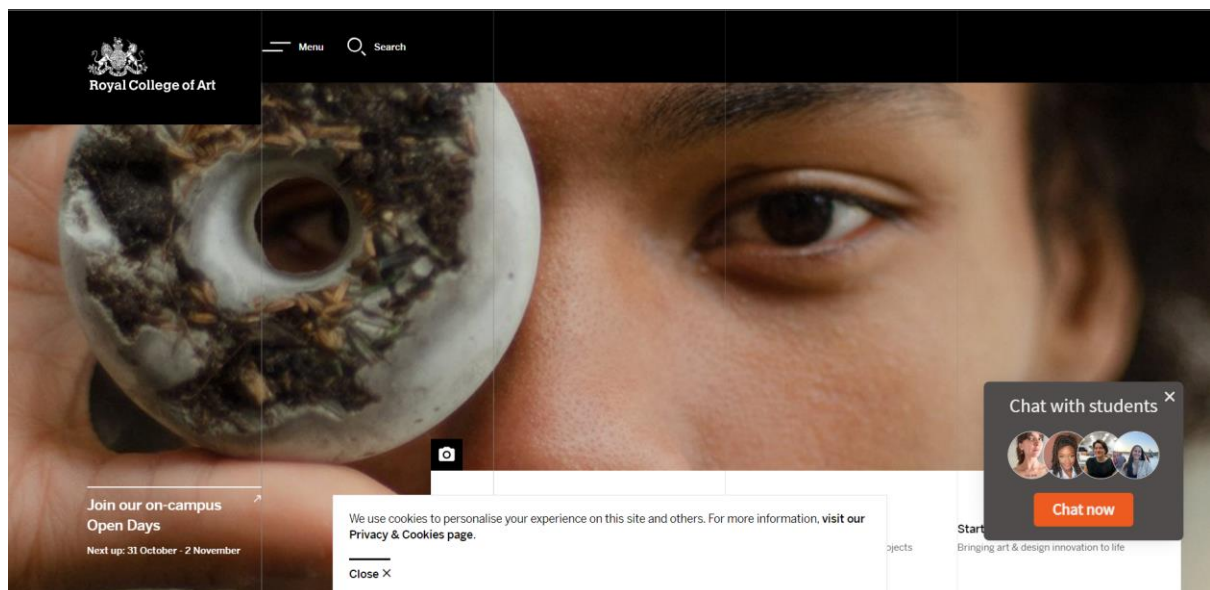 Royal College of Art
Menu
Search
Chat with students
Chat now
Join our on-campus
Open Days
Next up: 31 October - 2 November
We use cookies to personalise your experience on this site and others. For more information, visit our
Privacy & Cookies page.
Close
Start
Bringing art & design innovation to life